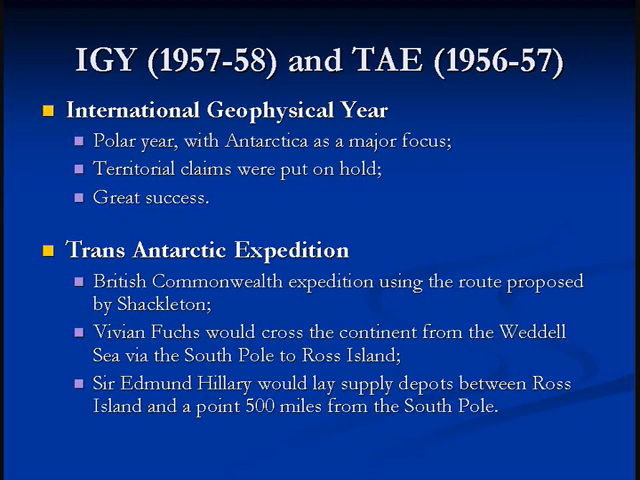 IGY (1957-58) and TAE (1956-57)
International Geophysical Year
Polar year, with Antarctica as a major focus;
Territorial claims were put on hold;
Great success.
Trans Antarctic Expedition
British Commonwealth expedition using the route proposed
by Shackleton;
Vivian Fuchs would cross the continent from the Weddell
Sea via the South Pole to Ross Island;
Sir Edmund Hillary would lay supply depots between Ross
Island and a point 500 miles from the South Pole.